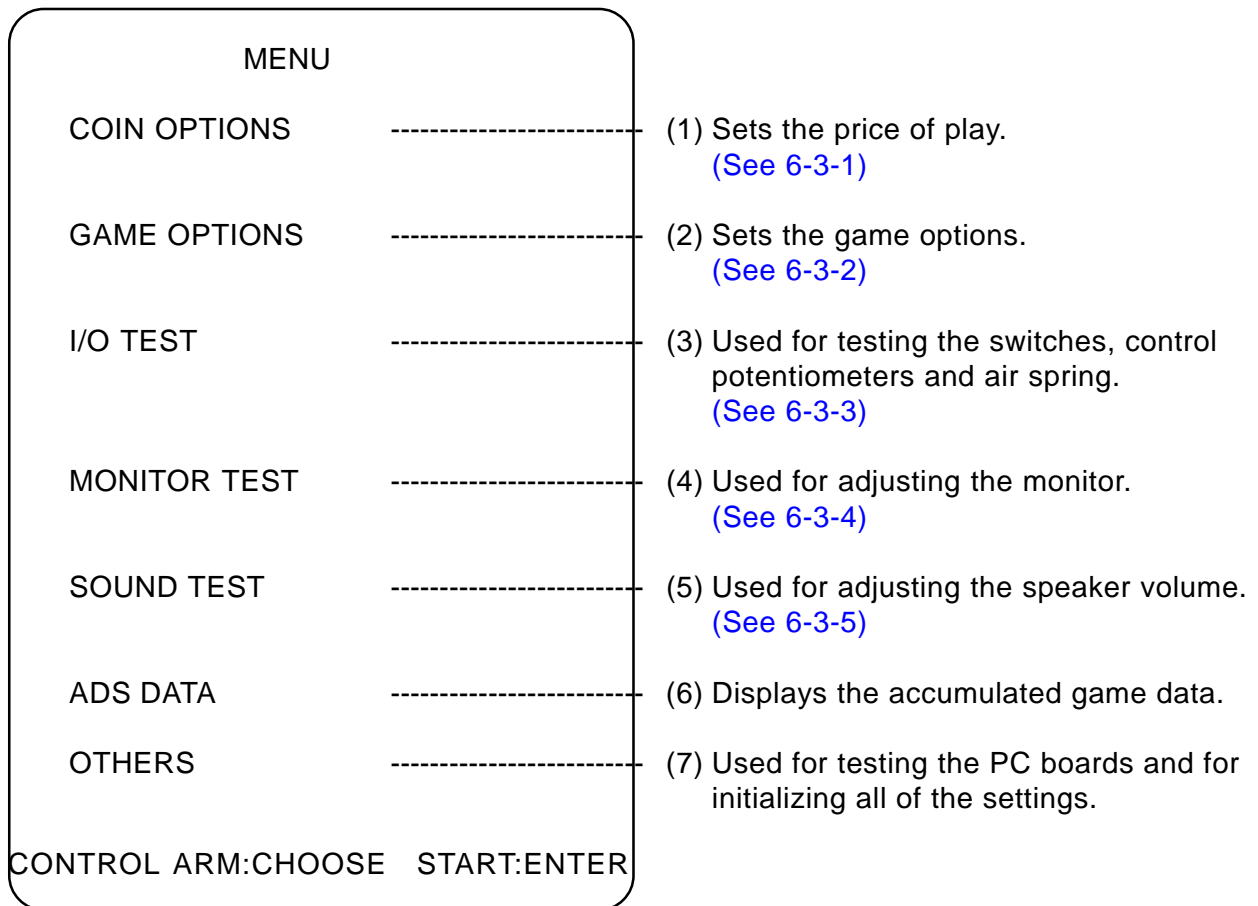 MENU
COIN OPTIONS -------------------------- (1) Sets the price of play.
(See 6-3-1)
GAME OPTIONS -------------------------- (2) Sets the game options.
(See 6-3-2)
I/O TEST -------------------------- (3) Used for testing the switches, control
potentiometers and air spring.
(See 6-3-3)
MONITOR TEST -------------------------- (4) Used for adjusting the monitor.
(See 6-3-4)
SOUND TEST -------------------------- (5) Used for adjusting the speaker volume.
(See 6-3-5)
ADS DATA -------------------------- (6) Displays the accumulated game data.
OTHERS -------------------------- (7) Used for testing the PC boards and for
initializing all of the settings.
CONTROL ARM:CHOOSE START:ENTER